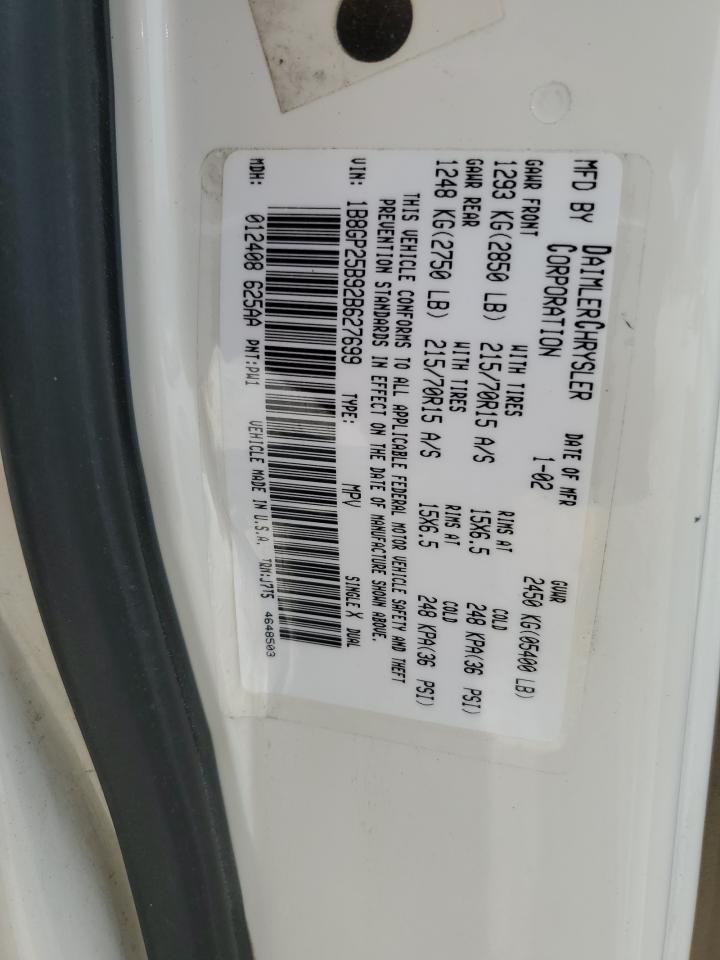 MFD BY DAIMLERCHRYSLER CORPORATION
DATE OF MFR 1-02
GVWR 2450 KG(05400 LB)
GAWR FRONT WITH TIRES RIMS AT COLD
1293 KG(2850 LB) 215/70R15 A/S 15X6.5 248 KPA(36 PSI)
GAWR REAR WITH TIRES RIMS AT COLD
1248 KG(2750 LB) 215/70R15 A/S 15X6.5 248 KPA(36 PSI)
THIS VEHICLE CONFORMS TO ALL APPLICABLE FEDERAL MOTOR VEHICLE SAFETY AND THEFT
PREVENTION STANDARDS IN EFFECT ON THE DATE OF MANUFACTURE SHOWN ABOVE.
VIN: 1B8GP25B92B627699 TYPE: MPV SINGLE X DUAL
MDH: 012408 625AA PNT:PW1 VEHICLE MADE IN U.S.A. TRM:J7T5 4648503